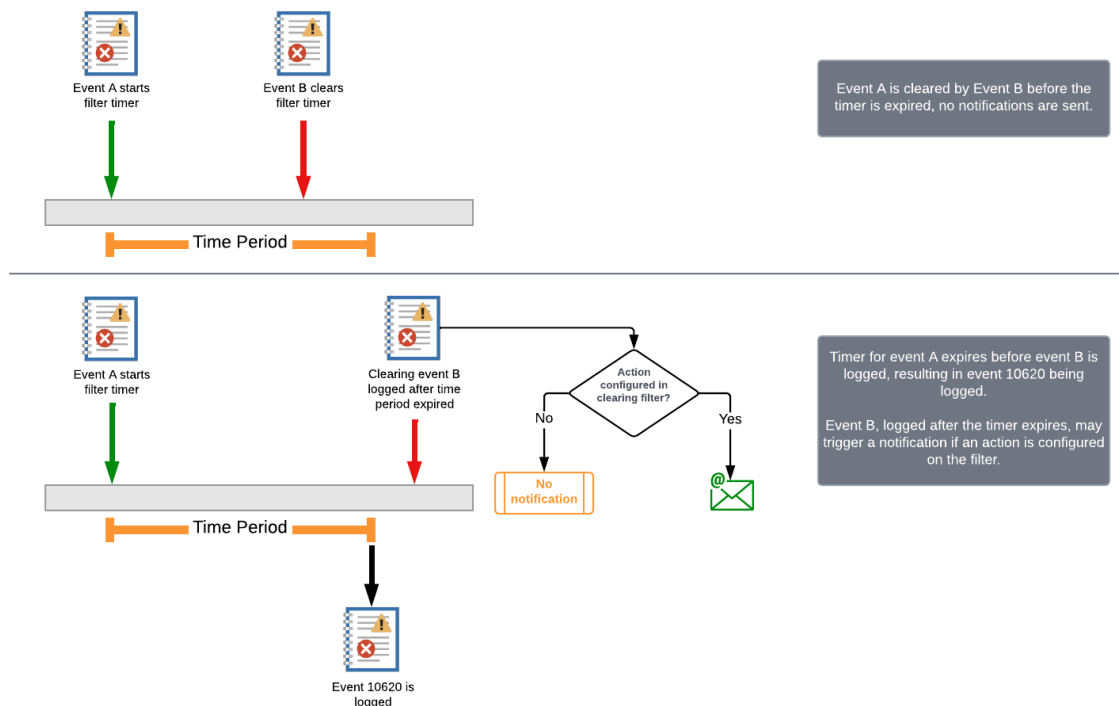 Event A starts
filter timer
Event B clears
filter timer
Event A is cleared by Event B before the
timer is expired, no notifications are sent.
Time Period
Event A starts
filter timer
Clearing event B
logged after time
period expired
Action
configured in
clearing filter?
No
Yes
No
notification
@
Timer for event A expires before event B is
logged, resulting in event 10620 being
logged.
Event B, logged after the timer expires, may
trigger a notification if an action is configured
on the filter.
Time Period
Event 10620 is
logged